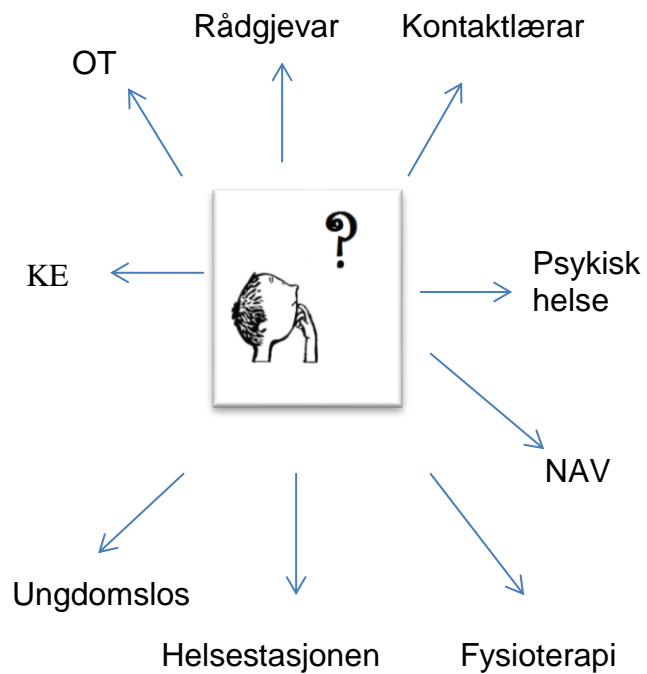 Rådgjevar
Kontaktlærar
OT
?
KE
Psykisk
helse
NAV
Ungdomslos
Helsestasjonen
Fysioterapi